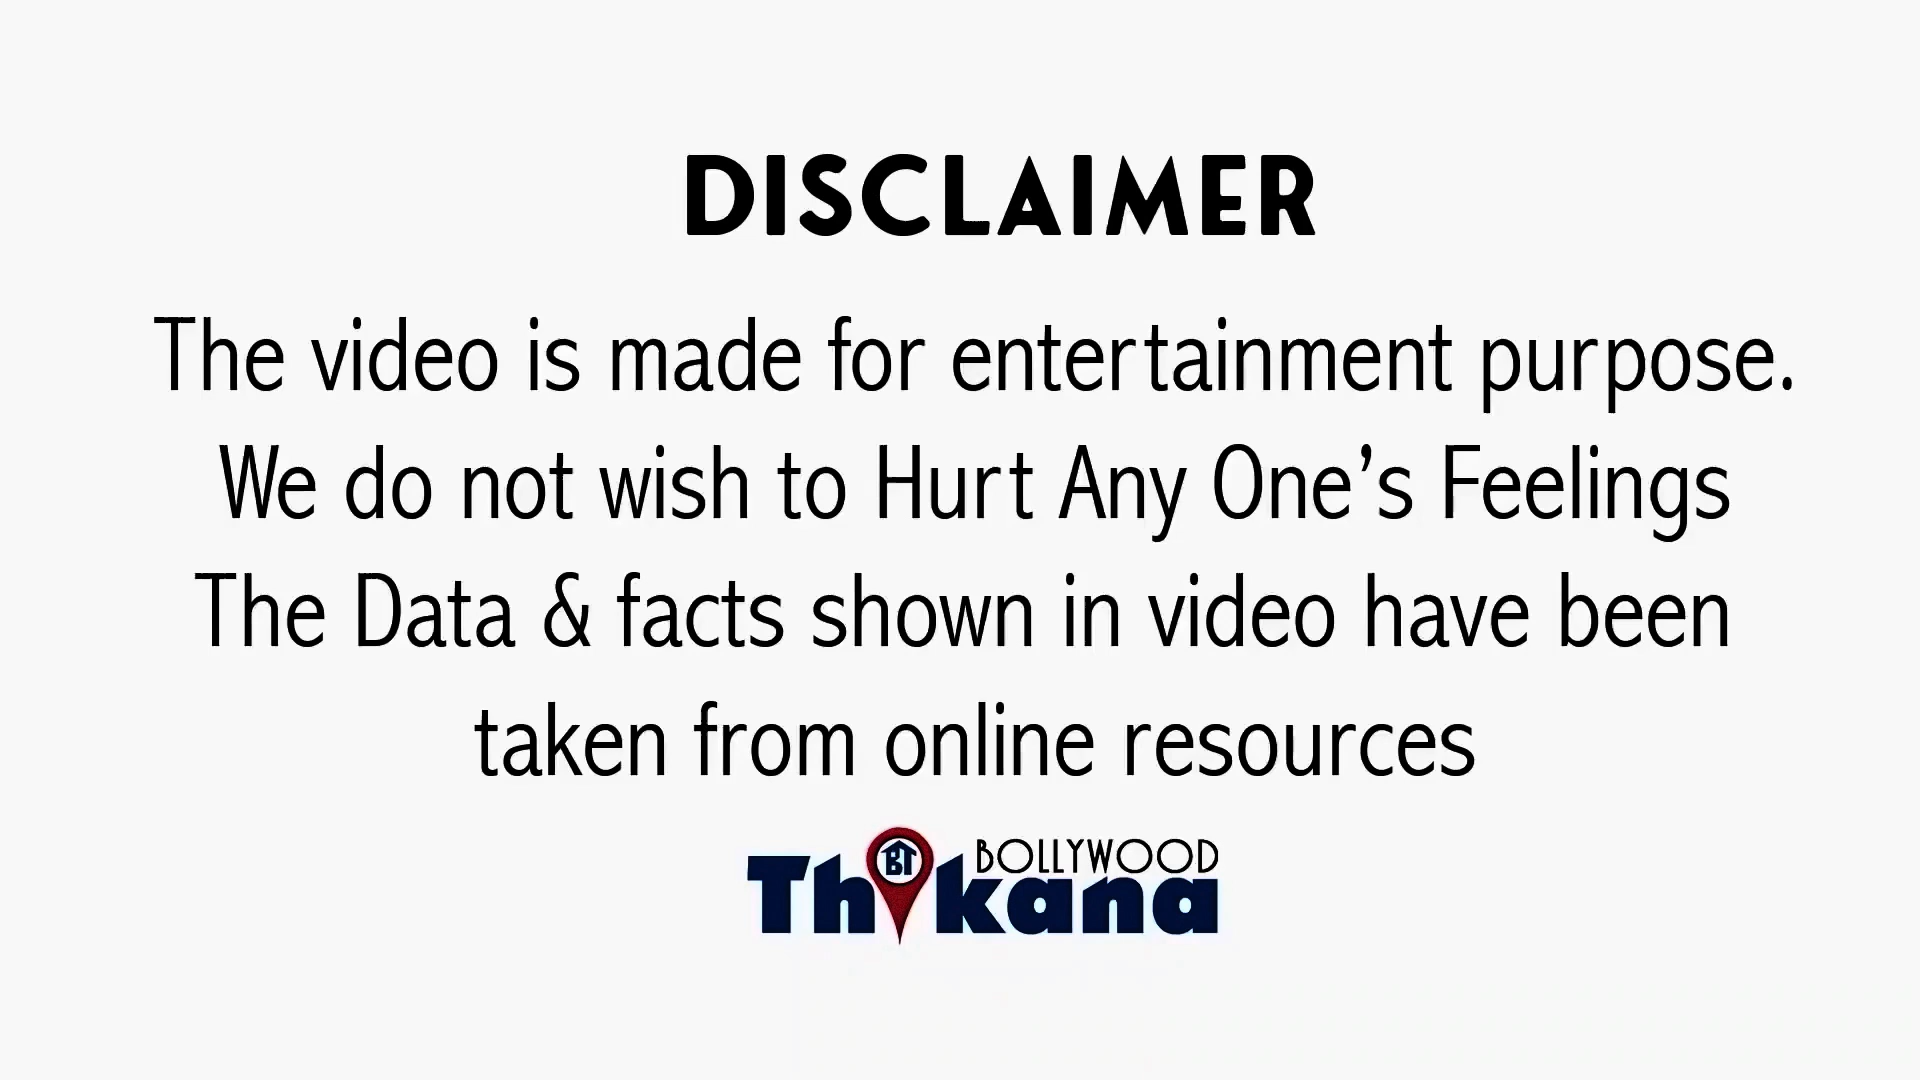 DISCLAIMER
The video is made for entertainment purpose.
We do not wish to Hurt Any One’s Feelings
The Data & facts shown in video have been
taken from online resources
BOLLYWOOD
BT
Thikana